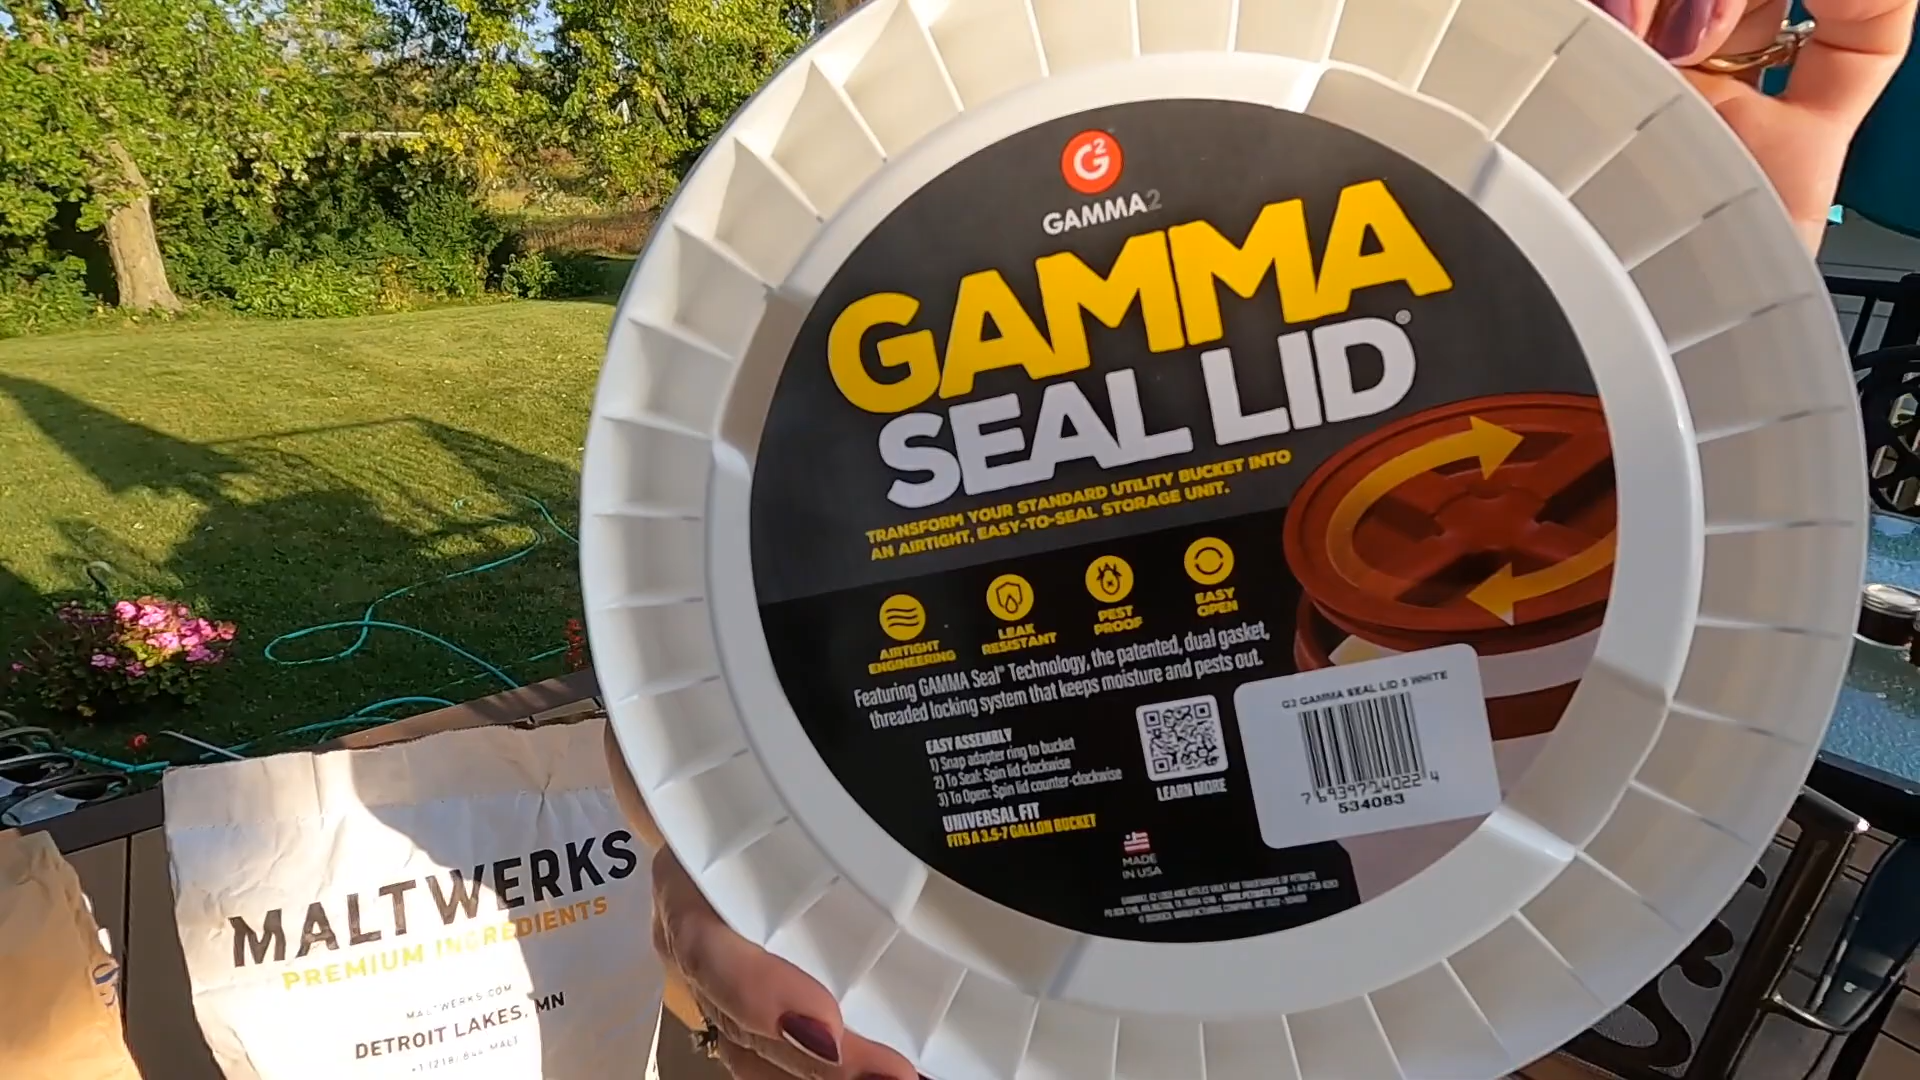 G2
GAMMA2
GAMMA
SEAL LID®
TRANSFORM YOUR STANDARD UTILITY BUCKET INTO
AN AIRTIGHT, EASY-TO-SEAL STORAGE UNIT.
AIRTIGHT
ENGINEERING
LEAK
RESISTANT
PEST
PROOF
EASY
OPEN
Featuring GAMMA Seal® Technology, the patented, dual gasket,
threaded locking system that keeps moisture and pests out.
EASY ASSEMBLY
1) Snap adapter ring to bucket
2) To Seal: Spin lid clockwise
3) To Open: Spin lid counter-clockwise
UNIVERSAL FIT
FITS A 3.5-7 GALLON BUCKET
LEARN MORE
MADE
IN USA
G2 GAMMA SEAL LID 5 WHITE
534083
MALTWERKS
PREMIUM INGREDIENTS
MALTWERKS.COM
DETROIT LAKES, MN